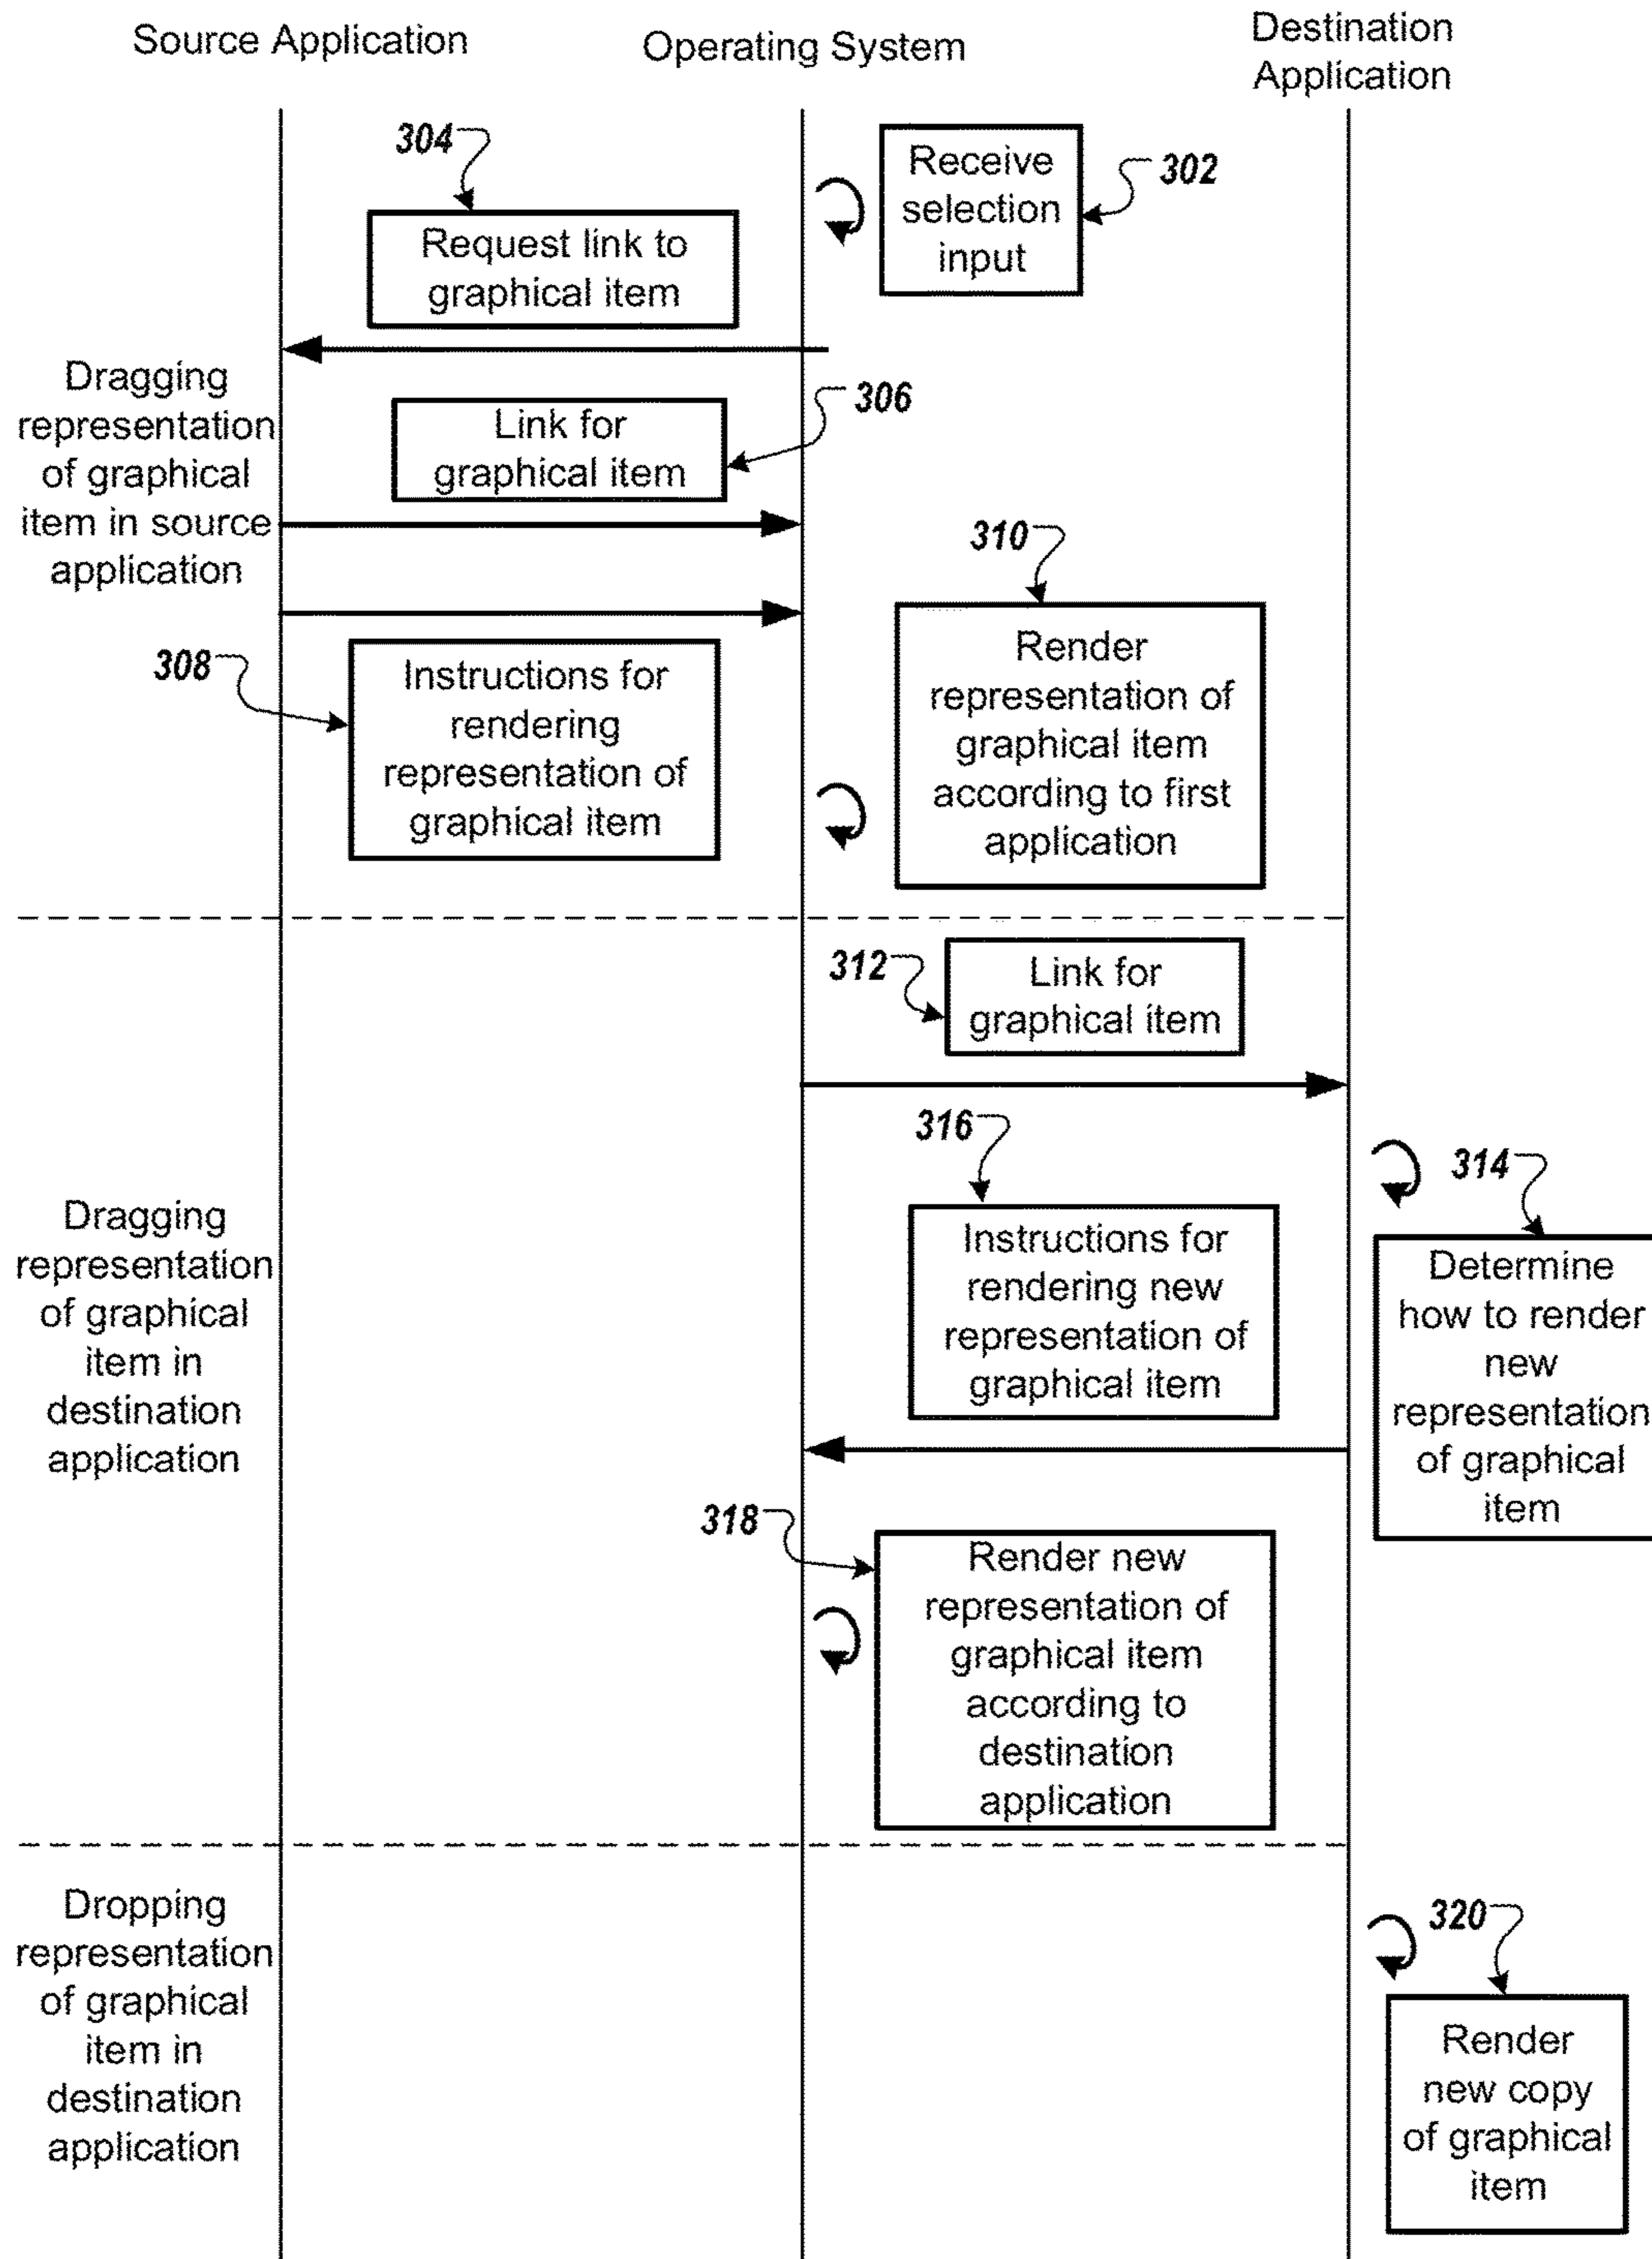 Source Application
Operating System
Destination
Application
304
Receive
selection
input
302
Request link to
graphical item
Dragging
representation
of graphical
item in source
application
306
Link for
graphical item
310
308
Instructions for
rendering
representation of
graphical item
Render
representation of
graphical item
according to first
application
312
Link for
graphical item
316
314
Dragging
representation
of graphical
item in
destination
application
Instructions for
rendering new
representation of
graphical item
Determine
how to render
new
representation
of graphical
item
318
Render new
representation of
graphical item
according to
destination
application
Dropping
representation
of graphical
item in
destination
application
320
Render
new copy
of graphical
item